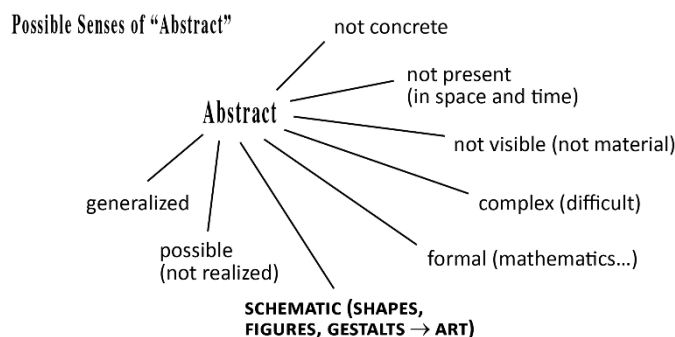 Possible Senses of “Abstract”
not concrete
not present
(in space and time)
Abstract
not visible (not material)
complex (difficult)
generalized
possible
(not realized)
formal (mathematics...)
SCHEMATIC (SHAPES,
FIGURES, GESTALTS → ART)